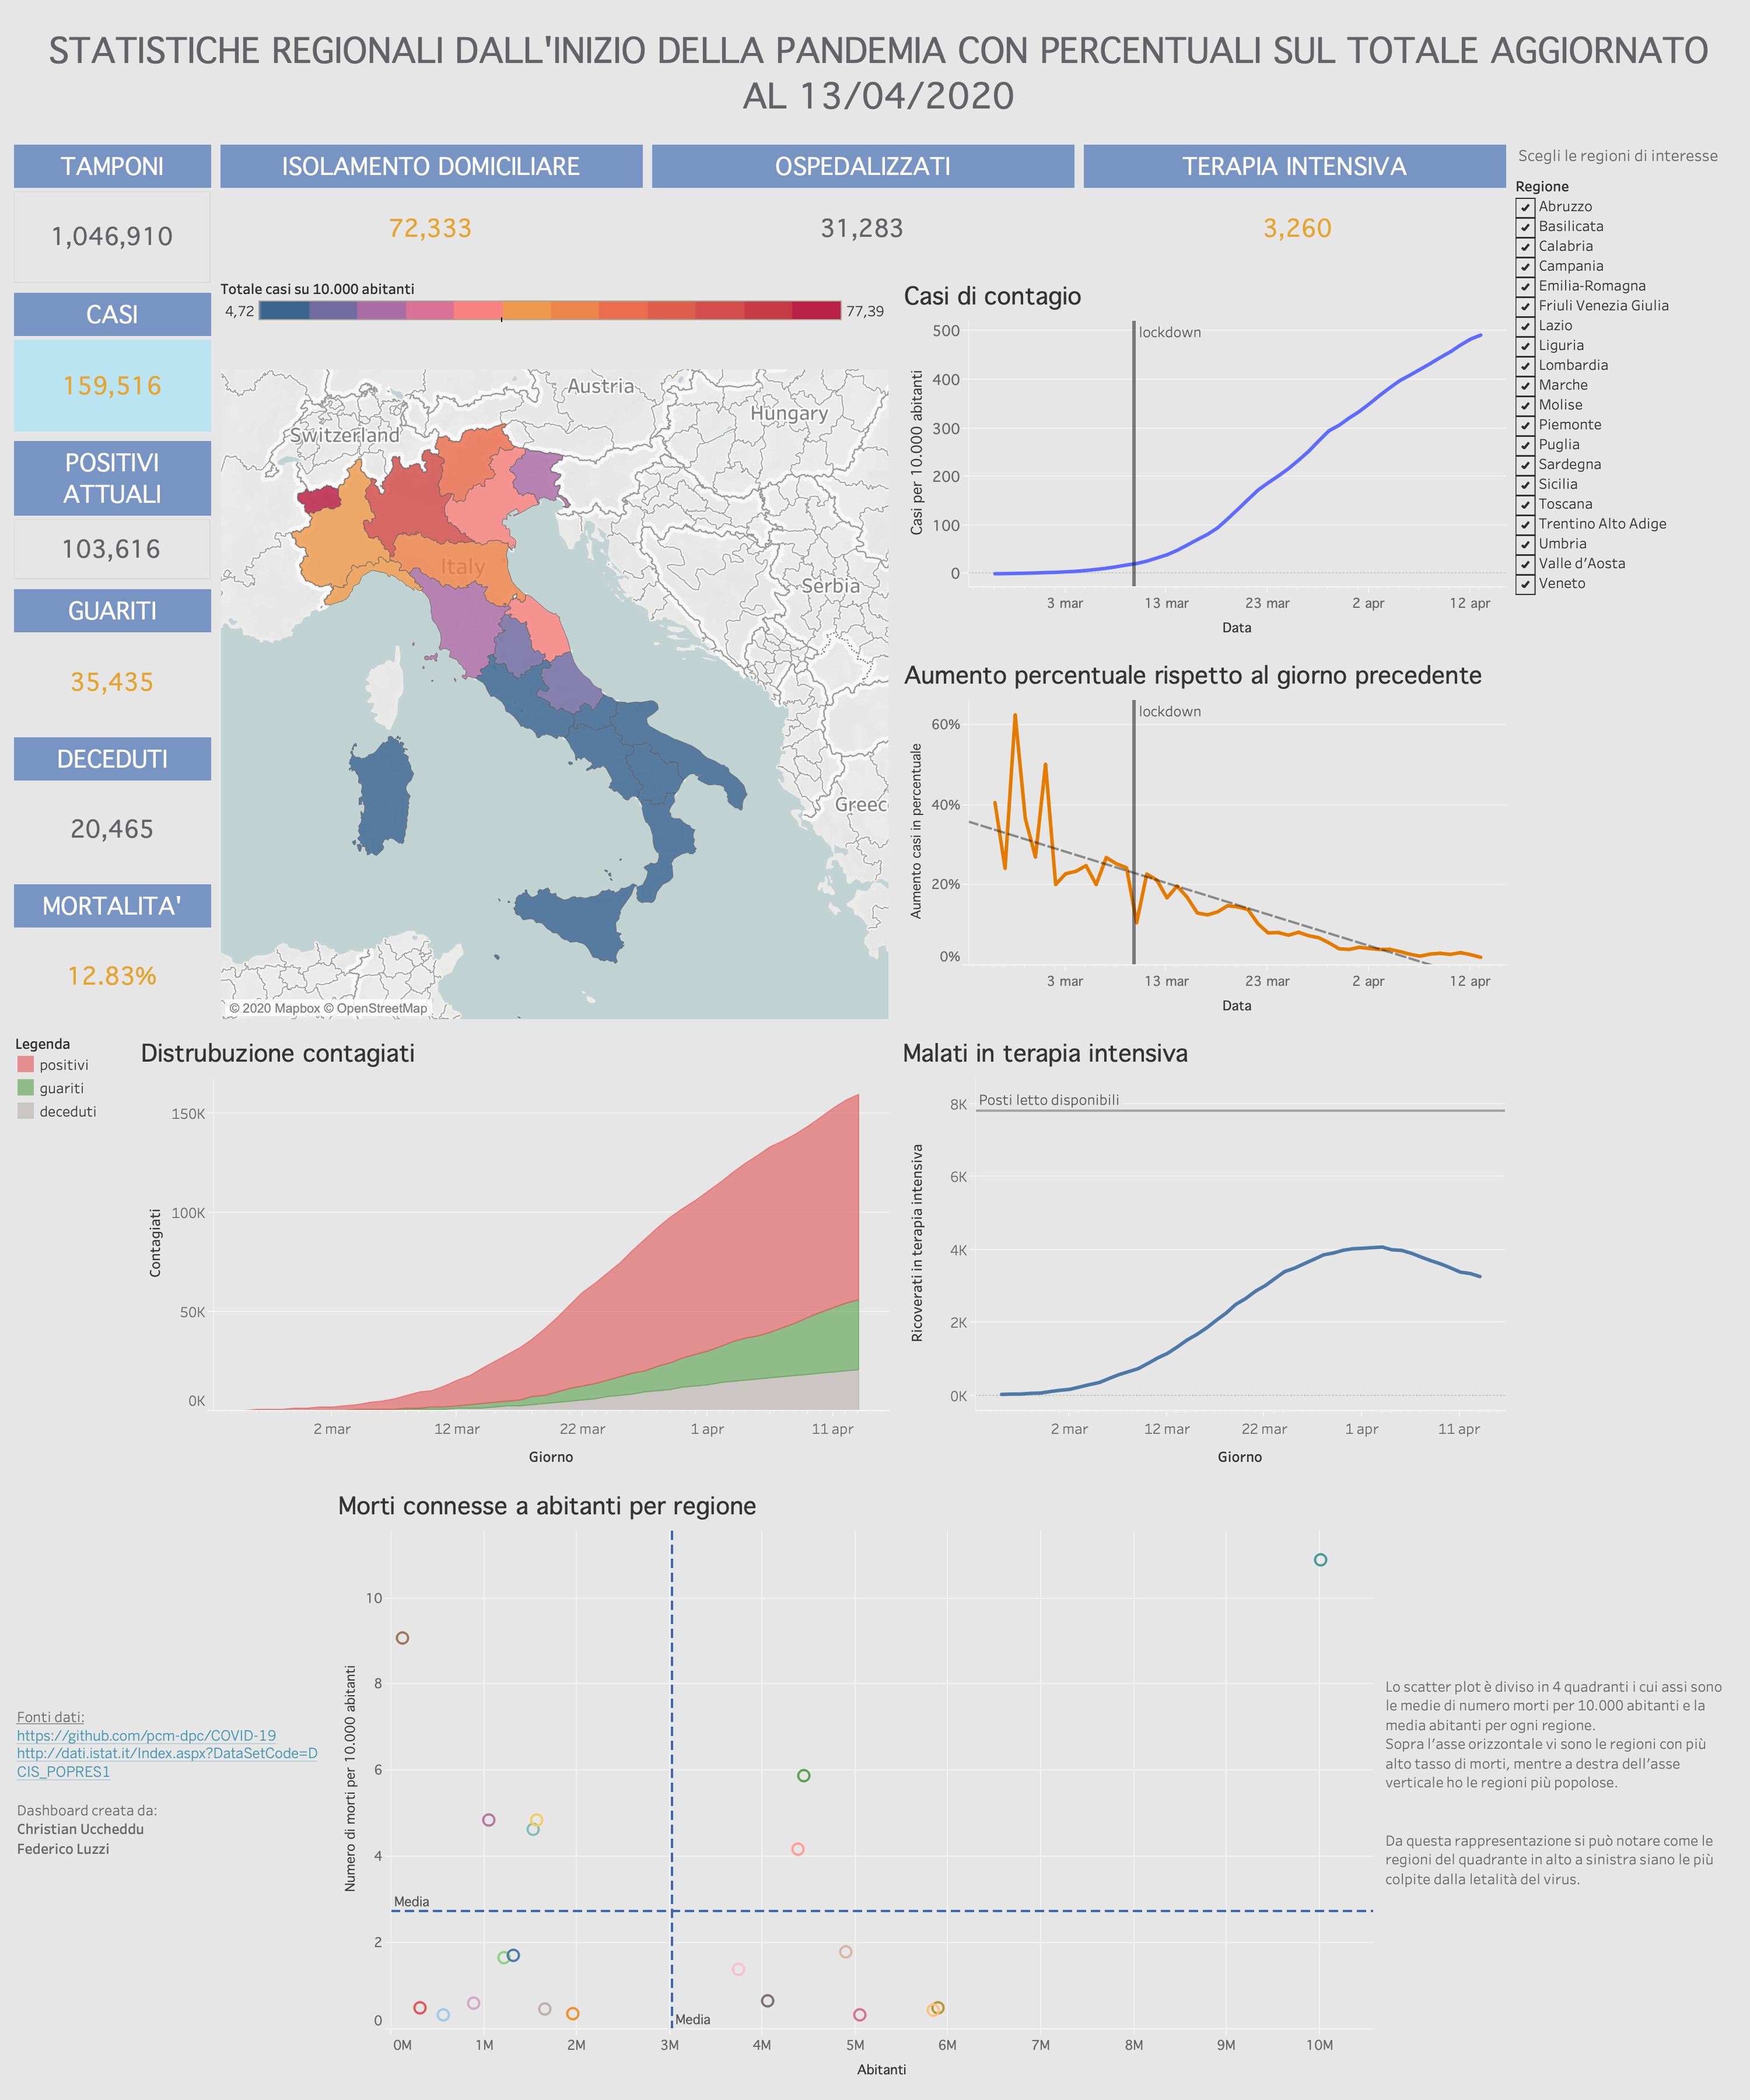 STATISTICHE REGIONALI DALL'INIZIO DELLA PANDEMIA CON PERCENTUALI SUL TOTALE AGGIORNATO
AL 13/04/2020
TAMPONI
1,046,910
CASI
159,516
POSITIVI
ATTUALI
103,616
GUARITI
35,435
DECEDUTI
20,465
MORTALITA'
12.83%
ISOLAMENTO DOMICILIARE
72,333
OSPEDALIZZATI
31,283
TERAPIA INTENSIVA
3,260
Scegli le regioni di interesse
Regione
Abruzzo
Basilicata
Calabria
Campania
Emilia-Romagna
Friuli Venezia Giulia
Lazio
Liguria
Lombardia
Marche
Molise
Piemonte
Puglia
Sardegna
Sicilia
Toscana
Trentino Alto Adige
Umbria
Valle d'Aosta
Veneto
Totale casi su 10.000 abitanti
4,72
77,39
Austria
Hungary
Switzerland
Italy
Serbia
Greec
© 2020 Mapbox © OpenStreetMap
Casi di contagio
lockdown
Casi per 10.000 abitanti
500
400
300
200
100
0
3 mar
13 mar
23 mar
2 apr
12 apr
Data
Aumento percentuale rispetto al giorno precedente
lockdown
Aumento casi in percentuale
60%
40%
20%
0%
3 mar
13 mar
23 mar
2 apr
12 apr
Data
Legenda
positivi
guariti
deceduti
Distrubuzione contagiati
Contagiati
150K
100K
50K
0K
2 mar
12 mar
22 mar
1 apr
11 apr
Giorno
Malati in terapia intensiva
Posti letto disponibili
Ricoverati in terapia intensiva
8K
6K
4K
2K
0K
2 mar
12 mar
22 mar
1 apr
11 apr
Giorno
Morti connesse a abitanti per regione
Numero di morti per 10.000 abitanti
10
8
6
4
2
0
Media
Media
0M
1M
2M
3M
4M
5M
6M
7M
8M
9M
10M
Abitanti
Fonti dati:
https://github.com/pcm-dpc/COVID-19
http://dati.istat.it/Index.aspx?DataSetCode=D
CIS_POPRES1
Dashboard creata da:
Christian Uccheddu
Federico Luzzi
Lo scatter plot è diviso in 4 quadranti i cui assi sono
le medie di numero morti per 10.000 abitanti e la
media abitanti per ogni regione.
Sopra l'asse orizzontale vi sono le regioni con più
alto tasso di morti, mentre a destra dell'asse
verticale ho le regioni più popolose.
Da questa rappresentazione si può notare come le
regioni del quadrante in alto a sinistra siano le più
colpite dalla letalità del virus.